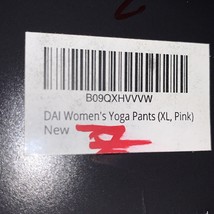 B09QXHVVVW
DAI Women's Yoga Pants (XL, Pink)
New